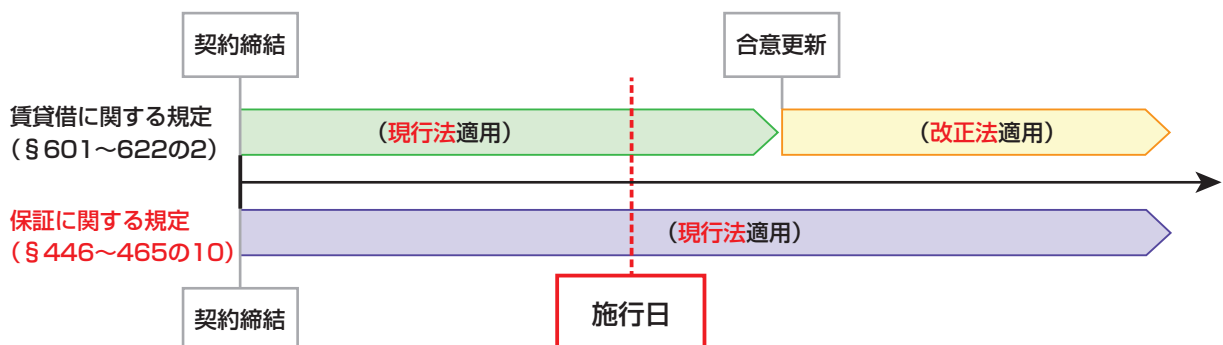 契約締結
合意更新
賃貸借に関する規定
（§601～622の2）
（現行法適用）
（改正法適用）
保証に関する規定
（§446～465の10）
（現行法適用）
契約締結
施行日